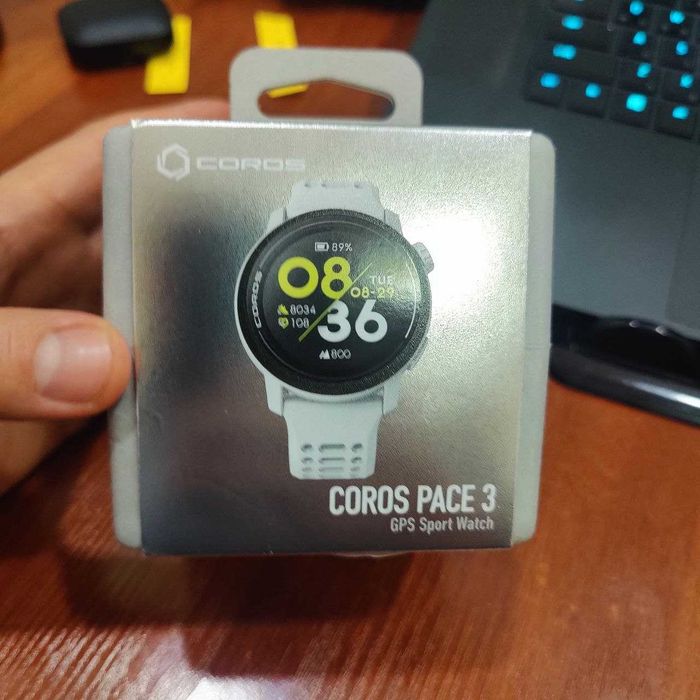 COROS
89%
08
TUE
08-29
8034
108
36
800
COROS
COROS PACE 3
GPS Sport Watch